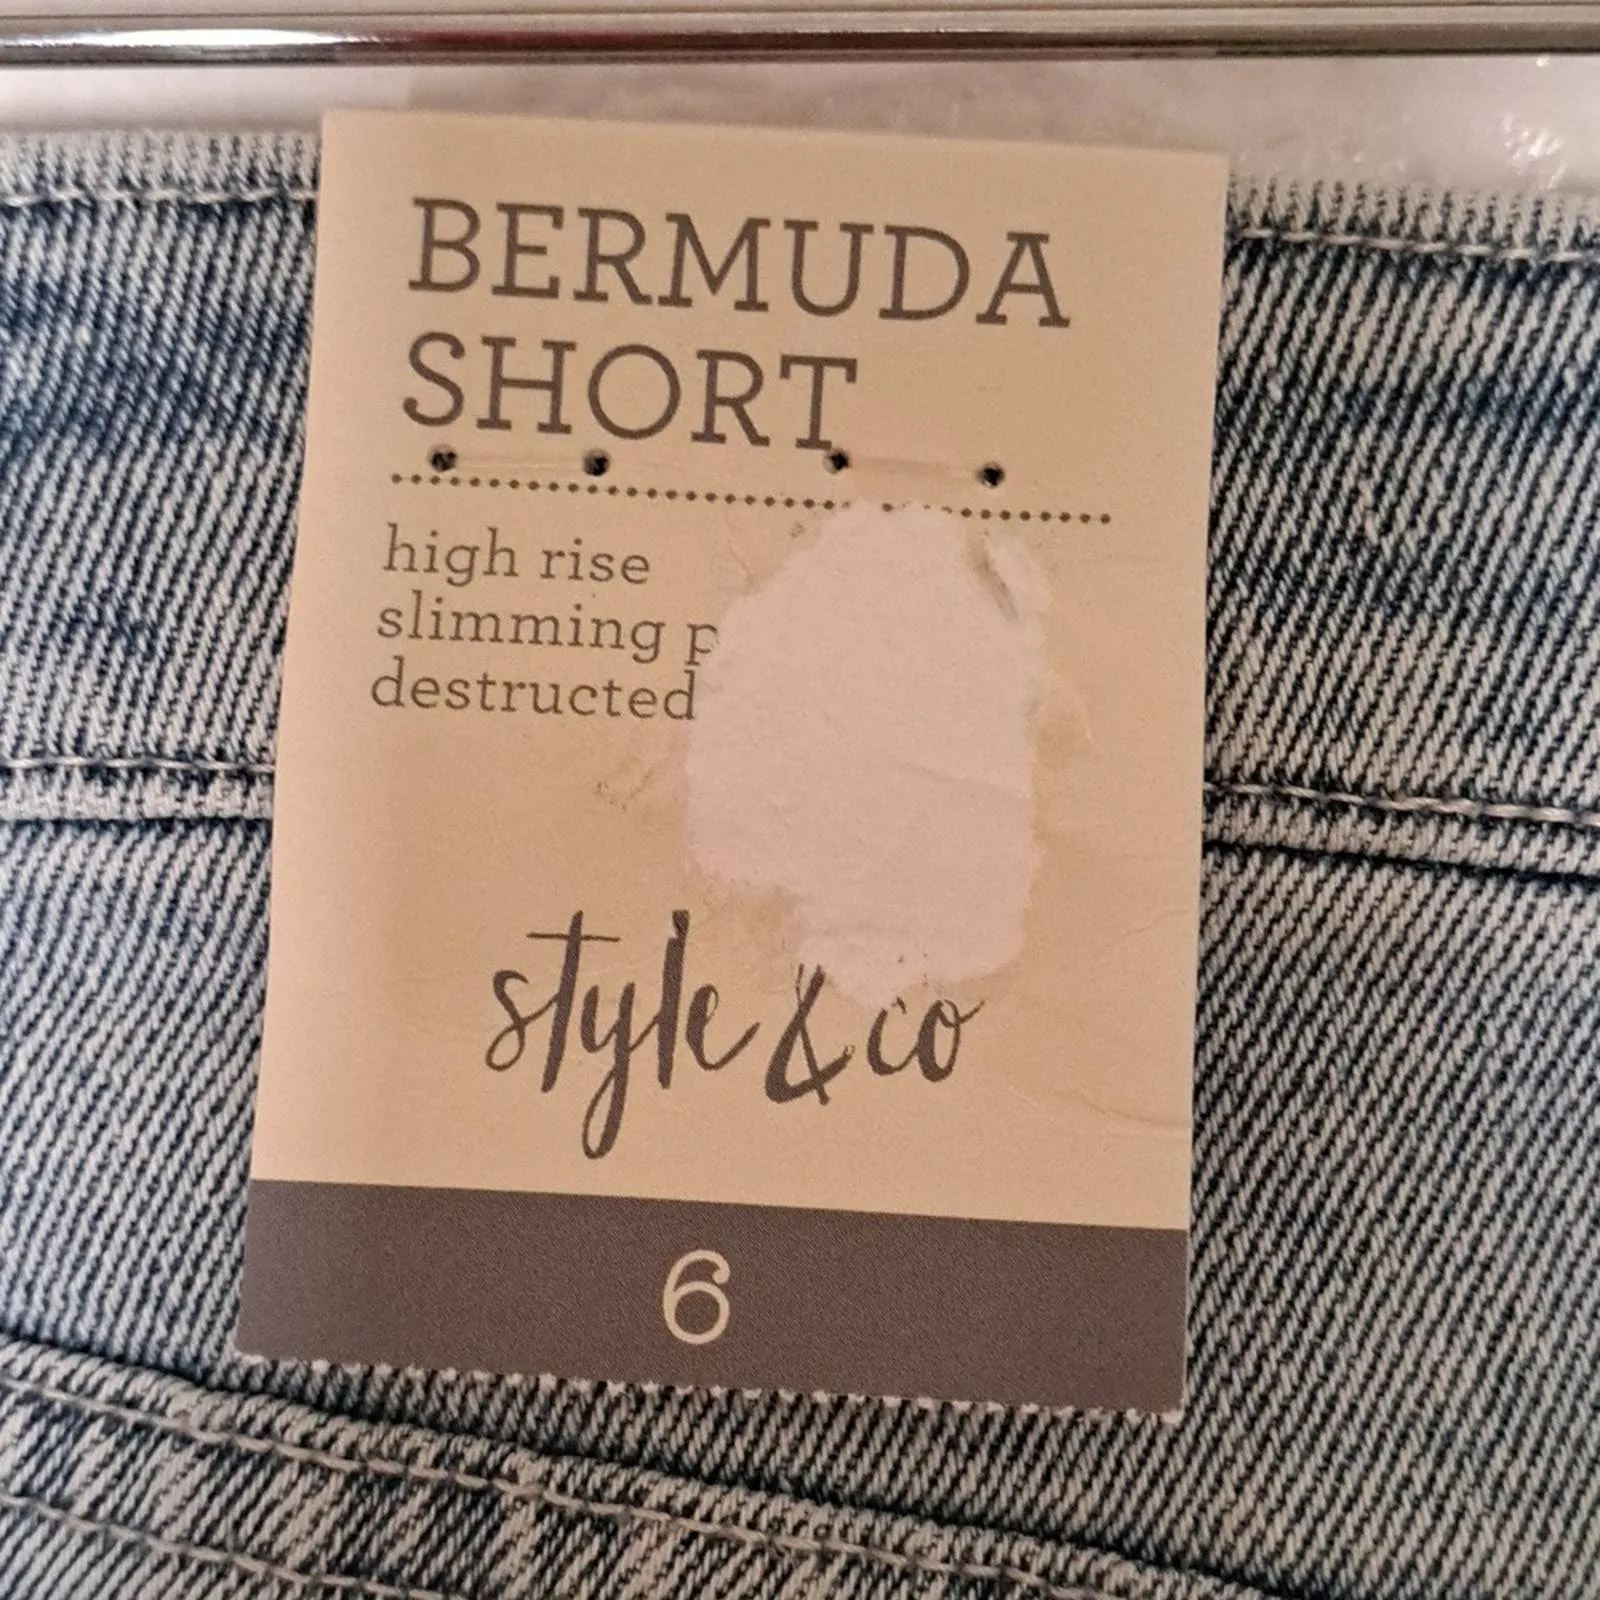 BERMUDA
SHORT
high rise
slimming
destructed
style & co
6